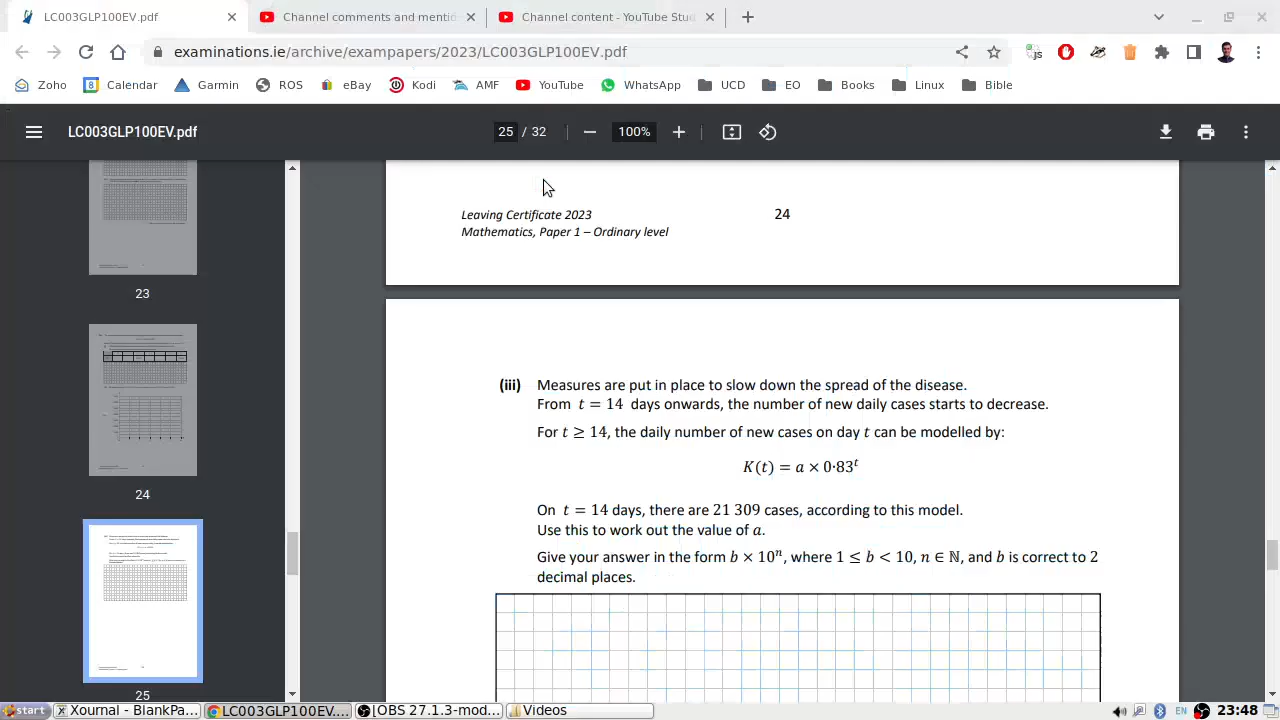 LC003GLP100EV.pdf
Channel comments and mentio
Channel content - YouTube Stu
examinations.ie/archive/exampapers/2023/LC003GLP100EV.pdf
Zoho Calendar Garmin ROS eBay Kodi AMF YouTube WhatsApp UCD EO Books Linux Bible
LC003GLP100EV.pdf
25 / 32
100%
23
24
25
Leaving Certificate 2023
24
Mathematics, Paper 1 – Ordinary level
(iii) Measures are put in place to slow down the spread of the disease.
From t = 14 days onwards, the number of new daily cases starts to decrease.
For t ≥ 14, the daily number of new cases on day t can be modelled by:
K(t) = a × 0·83ᵗ
On t = 14 days, there are 21 309 cases, according to this model.
Use this to work out the value of a.
Give your answer in the form b × 10ⁿ, where 1 ≤ b < 10, n ∈ ℕ, and b is correct to 2
decimal places.
start
Xournal - BlankPa...
LC003GLP100EV....
[OBS 27.1.3-mod...
Videos
EN
23:48